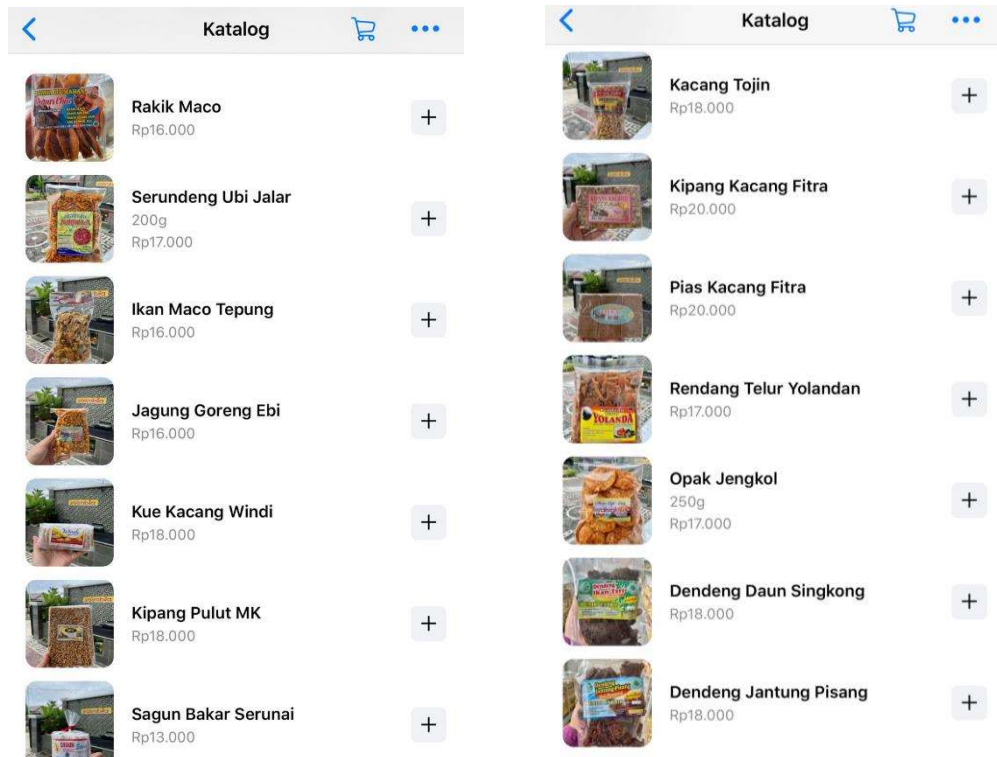 Katalog
Rakik Maco
Rp16.000
Serundeng Ubi Jalar
200g
Rp17.000
Ikan Maco Tepung
Rp16.000
Jagung Goreng Ebi
Rp16.000
Kue Kacang Windi
Rp18.000
Kipang Pulut MK
Rp18.000
Sagun Bakar Serunai
Rp13.000
Katalog
Kacang Tojin
Rp18.000
Kipang Kacang Fitra
Rp20.000
Pias Kacang Fitra
Rp20.000
Rendang Telur Yolandan
Rp17.000
YOLANDA
Opak Jengkol
250g
Rp17.000
Dendeng Daun Singkong
Rp18.000
Dendeng Jantung Pisang
Rp18.000